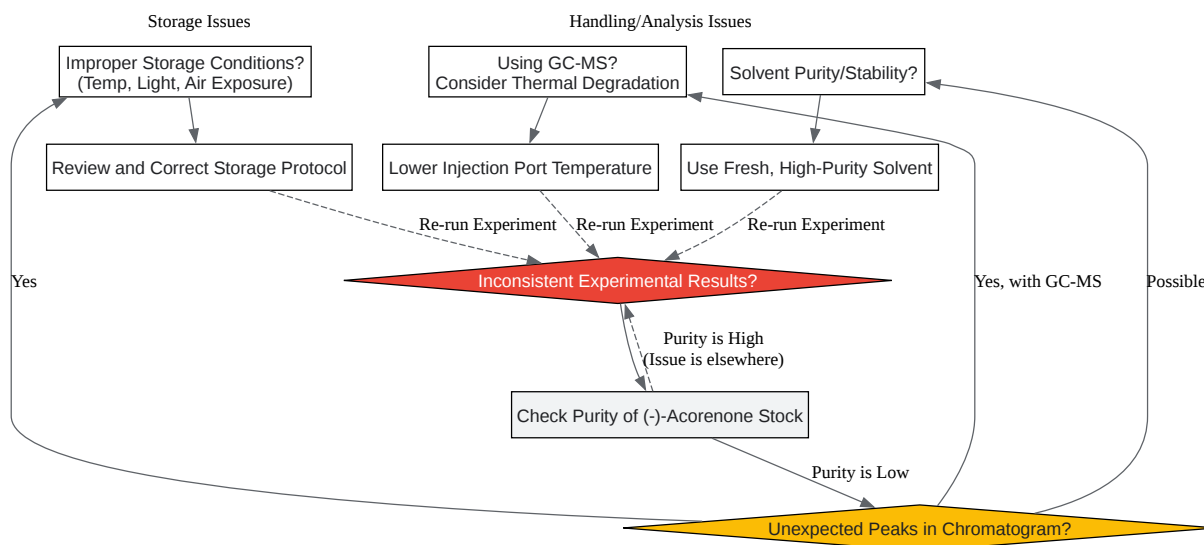 Storage Issues
Handling/Analysis Issues
Improper Storage Conditions?
(Temp, Light, Air Exposure)
Using GC-MS?
Consider Thermal Degradation
Solvent Purity/Stability?
Review and Correct Storage Protocol
Lower Injection Port Temperature
Use Fresh, High-Purity Solvent
Re-run Experiment
Re-run Experiment
Re-run Experiment
Yes
Inconsistent Experimental Results?
Yes, with GC-MS
Possible
Purity is High
(Issue is elsewhere)
Check Purity of (-)-Acorenone Stock
Purity is Low
Unexpected Peaks in Chromatogram?